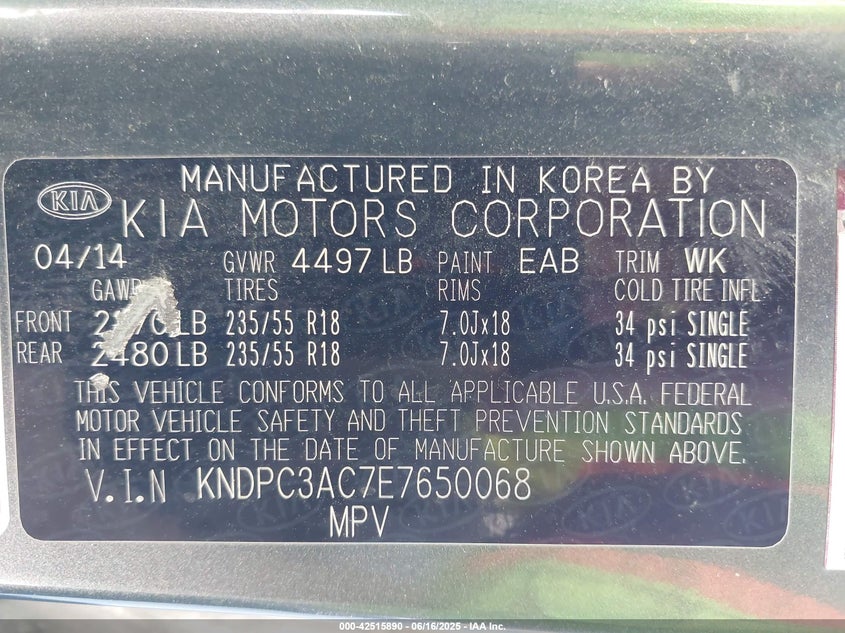 MANUFACTURED IN KOREA BY
KIA KIA MOTORS CORPORATION
04/14 GVWR 4497 LB PAINT EAB TRIM WK
TIRES RIMS COLD TIRE INFL
FRONT LB 235/55 R18 7.0Jx18 34 psi SINGLE
REAR 2480 LB 235/55 R18 7.0Jx18 34 psi SINGLE
THIS VEHICLE CONFORMS TO ALL APPLICABLE U.S.A. FEDERAL
MOTOR VEHICLE SAFETY AND THEFT PREVENTION STANDARDS
IN EFFECT ON THE DATE OF MANUFACTURE SHOWN ABOVE.
V.I.N KNDPC3AC7E7650068
MPV
000-42515890 - 06/16/2025 - IAA Inc.